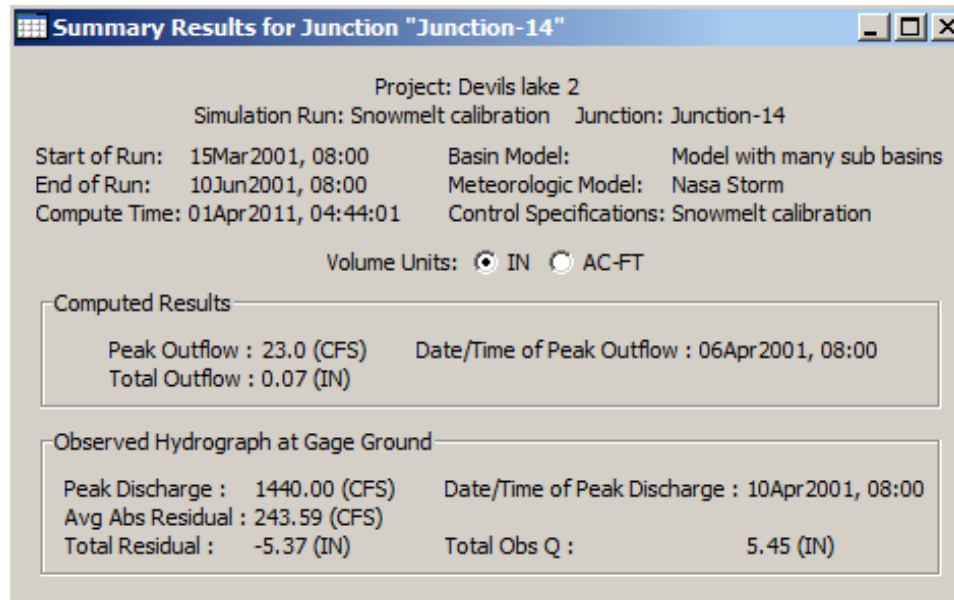 Summary Results for Junction "Junction-14"
Project: Devils lake 2
Simulation Run: Snowmelt calibration Junction: Junction-14
Start of Run: 15Mar2001, 08:00 Basin Model: Model with many sub basins
End of Run: 10Jun2001, 08:00 Meteorologic Model: Nasa Storm
Compute Time: 01Apr2011, 04:44:01 Control Specifications: Snowmelt calibration
Volume Units: IN AC-FT
Computed Results
Peak Outflow : 23.0 (CFS) Date/Time of Peak Outflow : 06Apr2001, 08:00
Total Outflow : 0.07 (IN)
Observed Hydrograph at Gage Ground
Peak Discharge : 1440.00 (CFS) Date/Time of Peak Discharge : 10Apr2001, 08:00
Avg Abs Residual : 243.59 (CFS)
Total Residual : -5.37 (IN) Total Obs Q : 5.45 (IN)